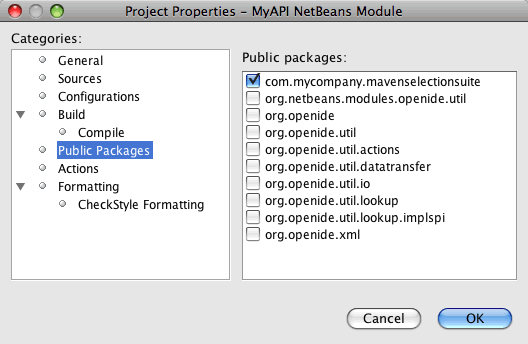 Project Properties – MyAPI NetBeans Module
Categories:
General
Sources
Configurations
Build
Compile
Public Packages
Actions
Formatting
CheckStyle Formatting
Public packages:
com.mycompany.mavenselectionsuite
org.netbeans.modules.openide.util
org.openide
org.openide.util
org.openide.util.actions
org.openide.util.datatransfer
org.openide.util.io
org.openide.util.lookup
org.openide.util.lookup.implspi
org.openide.xml
Cancel
OK